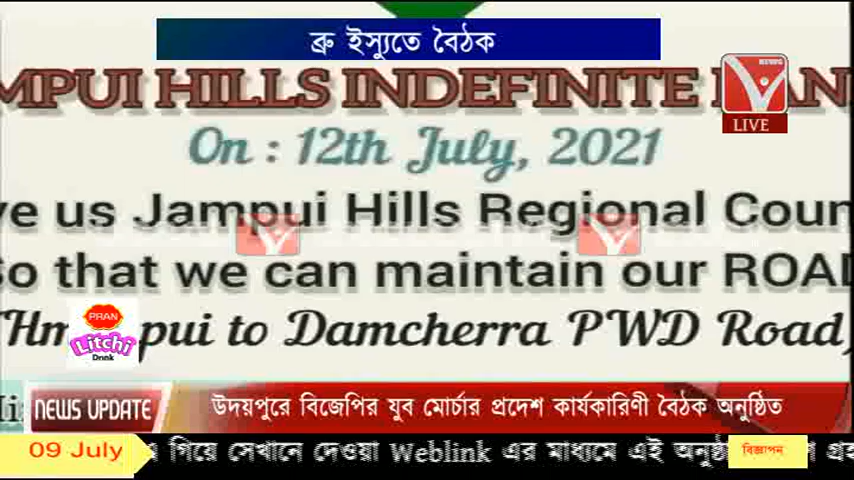 ব্রু ইস্যুতে বৈঠক
NEWS
LIVE
MPUI HILLS INDEFINITE
On : 12th July, 2021
ve us Jampui Hills Regional Coun
So that we can maintain our ROAD
pui to Damcherra PWD Road,
PRAN
Litchi
Drink
NEWS UPDATE
উদয়পুরে বিজেপির যুব মোর্চার প্রদেশ কার্যকারিণী বৈঠক অনুষ্ঠিত
09 July
গিয়ে সেখানে দেওয়া Weblink এর মাধ্যমে এই
বিজ্ঞাপন